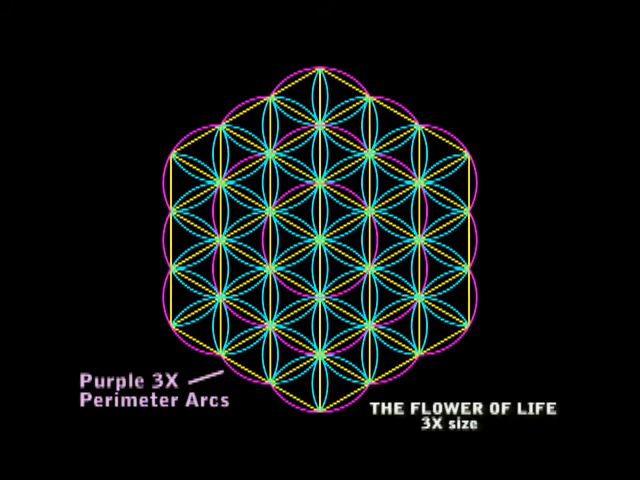 Purple 3X
Perimeter Arcs
THE FLOWER OF LIFE
3X size